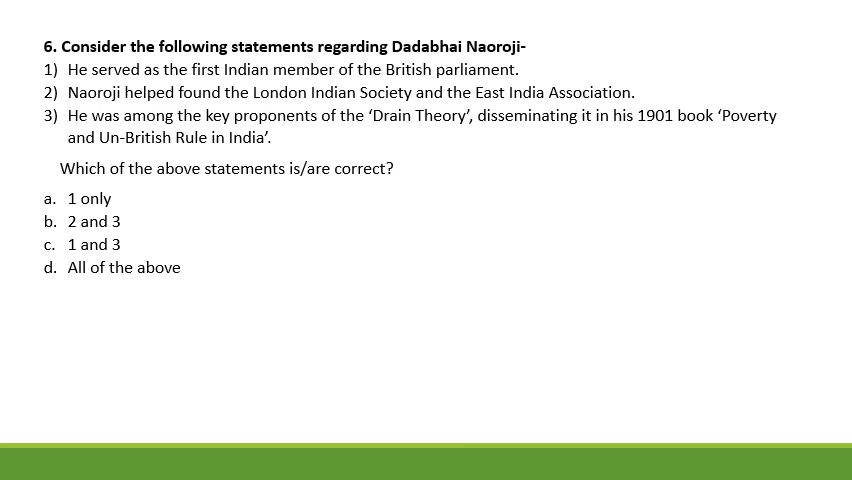 6. Consider the following statements regarding Dadabhai Naoroji-
1) He served as the first Indian member of the British parliament.
2) Naoroji helped found the London Indian Society and the East India Association.
3) He was among the key proponents of the ‘Drain Theory’, disseminating it in his 1901 book ‘Poverty
and Un-British Rule in India’.
Which of the above statements is/are correct?
a. 1 only
b. 2 and 3
c. 1 and 3
d. All of the above